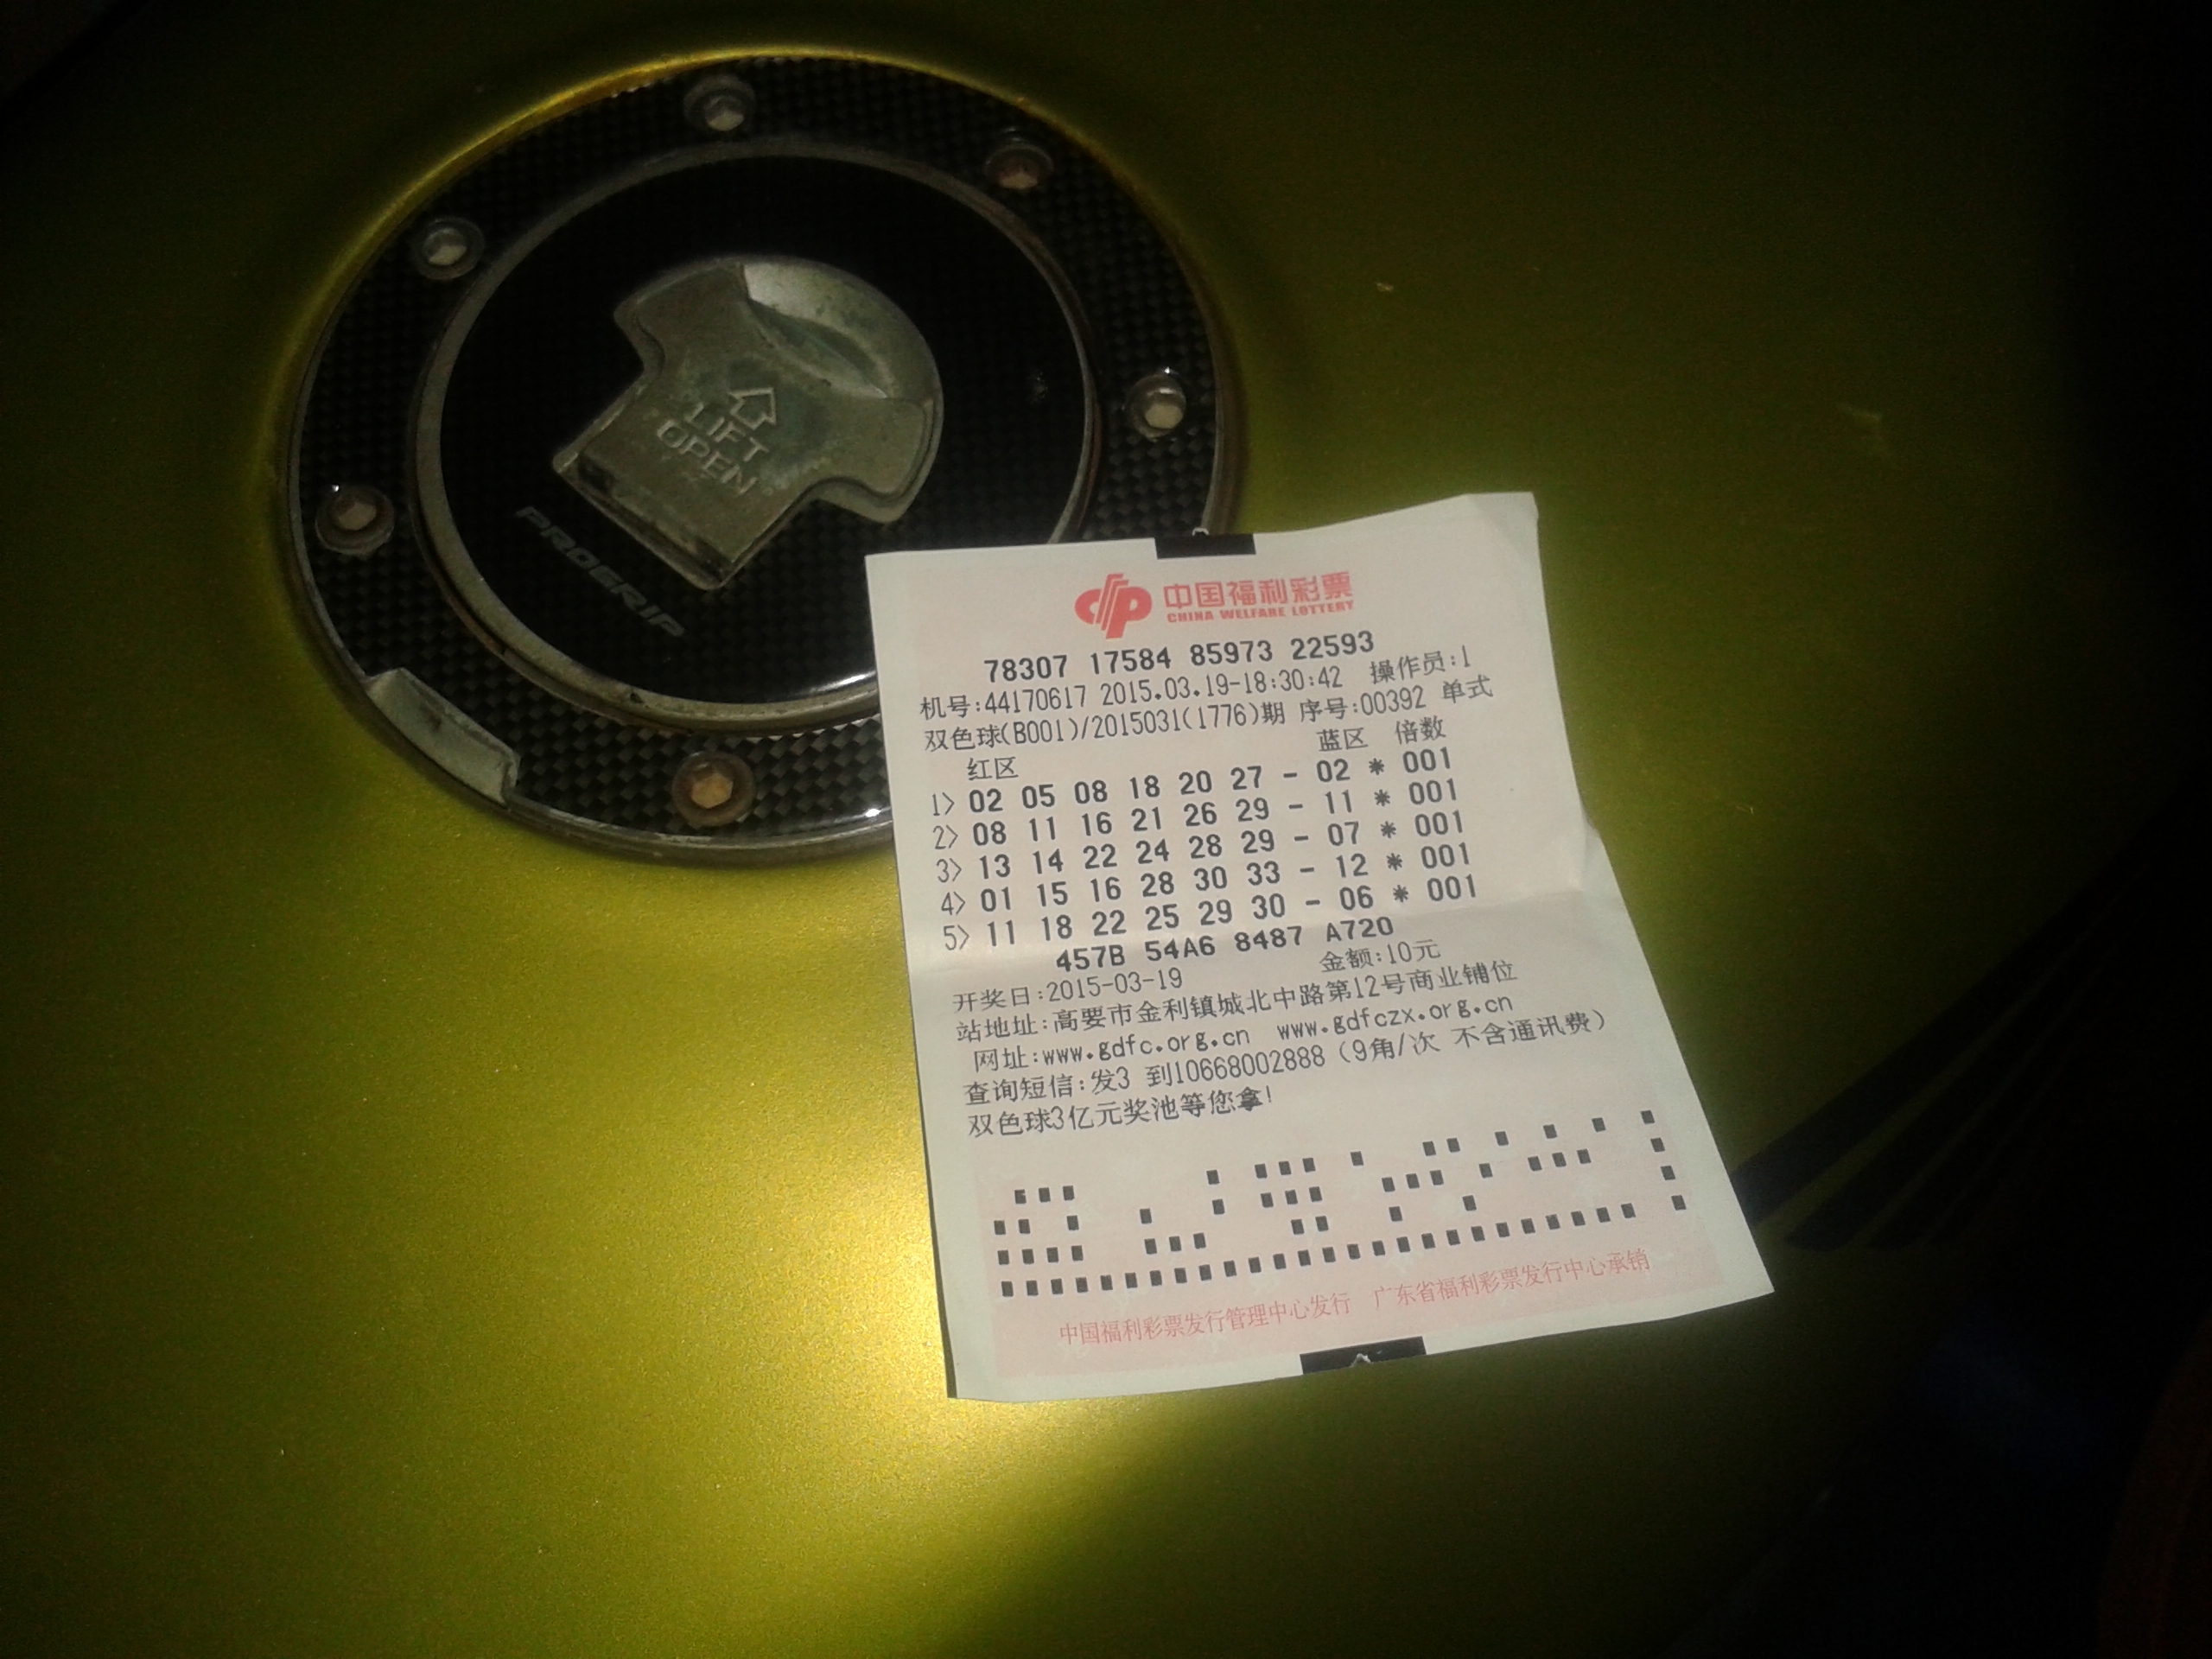 LIFT
OPEN
PROGRIP
中国福利彩票
CHINA WELFARE LOTTERY
78307 17584 85973 22593
机号:44170617 2015.03.19-18:30:42 操作员:1
双色球(B001)/2015031(1776)期 序号:00392 单式
红区 蓝区 倍数
1> 02 05 08 18 20 27 - 02 * 001
2> 08 11 16 21 26 29 - 11 * 001
3> 13 14 22 24 28 29 - 07 * 001
4> 01 15 16 28 30 33 - 12 * 001
5> 11 18 22 25 29 30 - 06 * 001
457B 54A6 8487 A720
开奖日:2015-03-19 金额:10元
站地址:高要市金利镇城北中路第12号商业铺位
网址:www.gdfc.org.cn www.gdfczx.org.cn
查询短信:发3 到10668002888（9角/次 不含通讯费）
双色球3亿元奖池等您拿!
中国福利彩票发行管理中心发行 广东省福利彩票发行中心承销